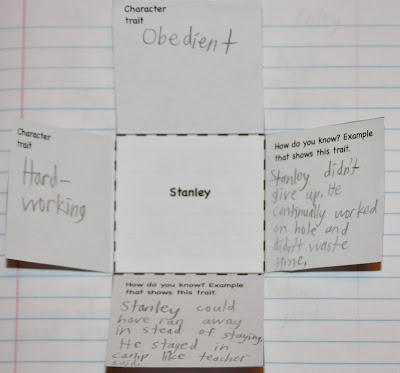 Character
trait
Obedient
Character
trait
Hard-
working
Stanley
How do you know? Example
that shows this trait.
Stanley didn't
give up. He
continually worked
on hole and
didn't waste
time.
How do you know? Example
that shows this trait.
Stanley could
have ran away
in stead of staying.
He stayed in
camp like teacher
said.